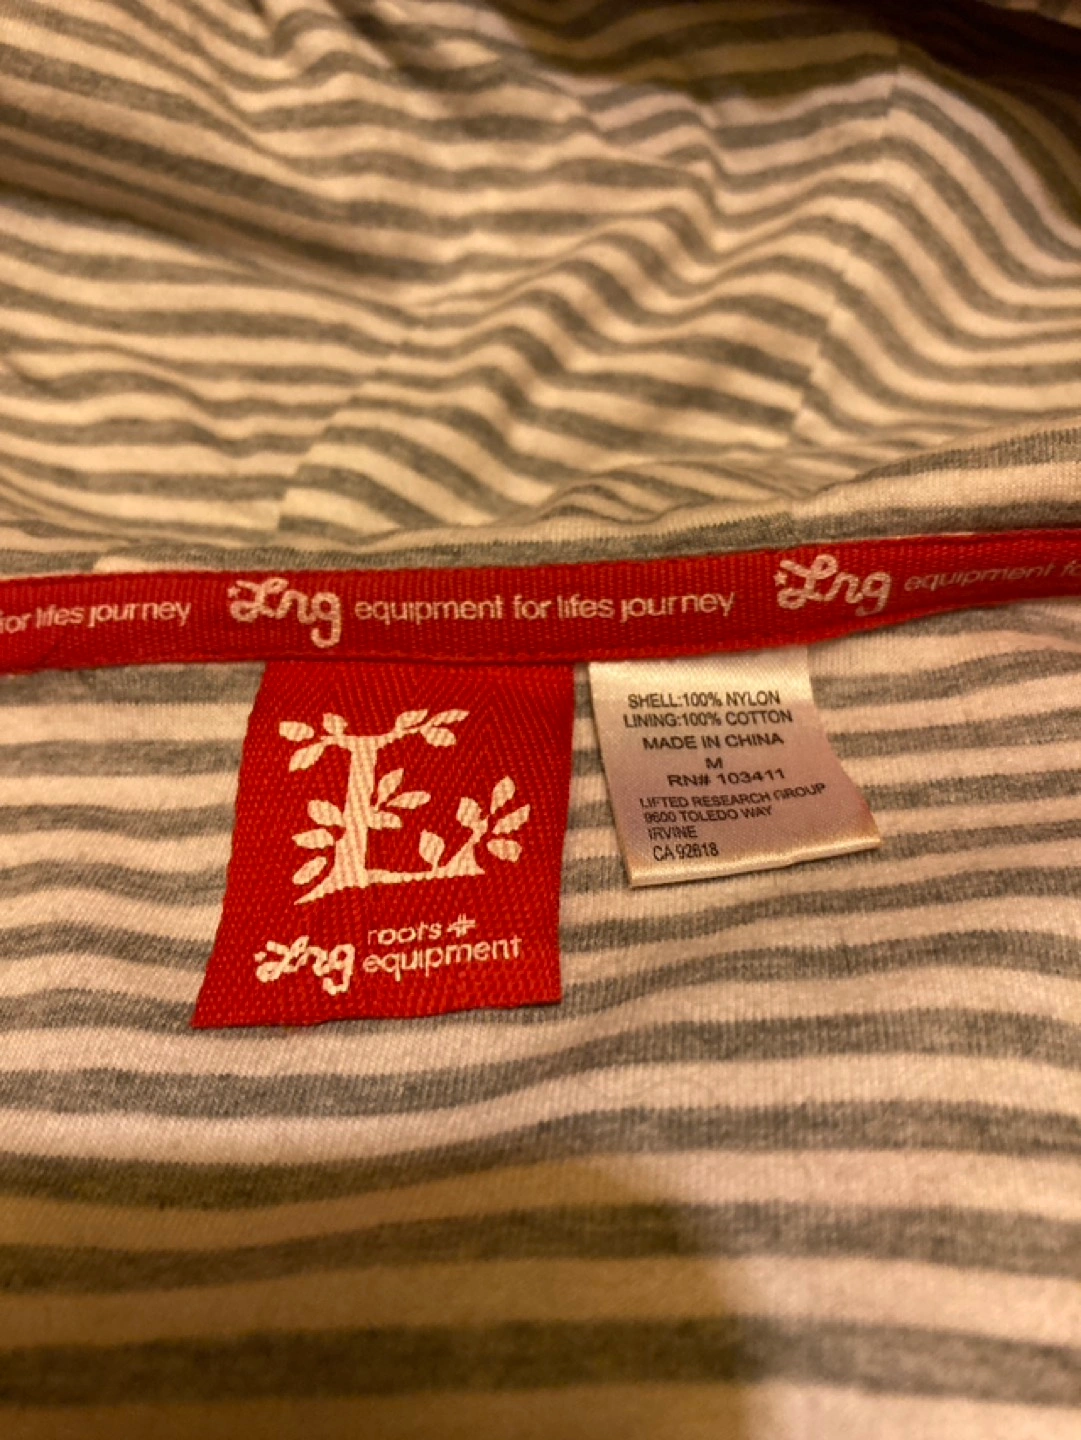 for lifes journey Lrg equipment for lifes journey Lrg equipment
roots #
Lrg equipment
SHELL:100% NYLON
LINING:100% COTTON
MADE IN CHINA
M
RN# 103411
LIFTED RESEARCH GROUP
9600 TOLEDO WAY
IRVINE
CA 92618